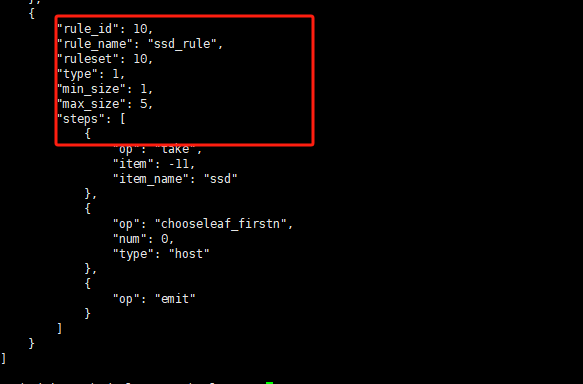 },
{
"rule_id": 10,
"rule_name": "ssd_rule",
"ruleset": 10,
"type": 1,
"min_size": 1,
"max_size": 5,
"steps": [
{
"op": "take",
"item": -11,
"item_name": "ssd"
},
{
"op": "chooseleaf_firstn",
"num": 0,
"type": "host"
},
{
"op": "emit"
}
]
}
]